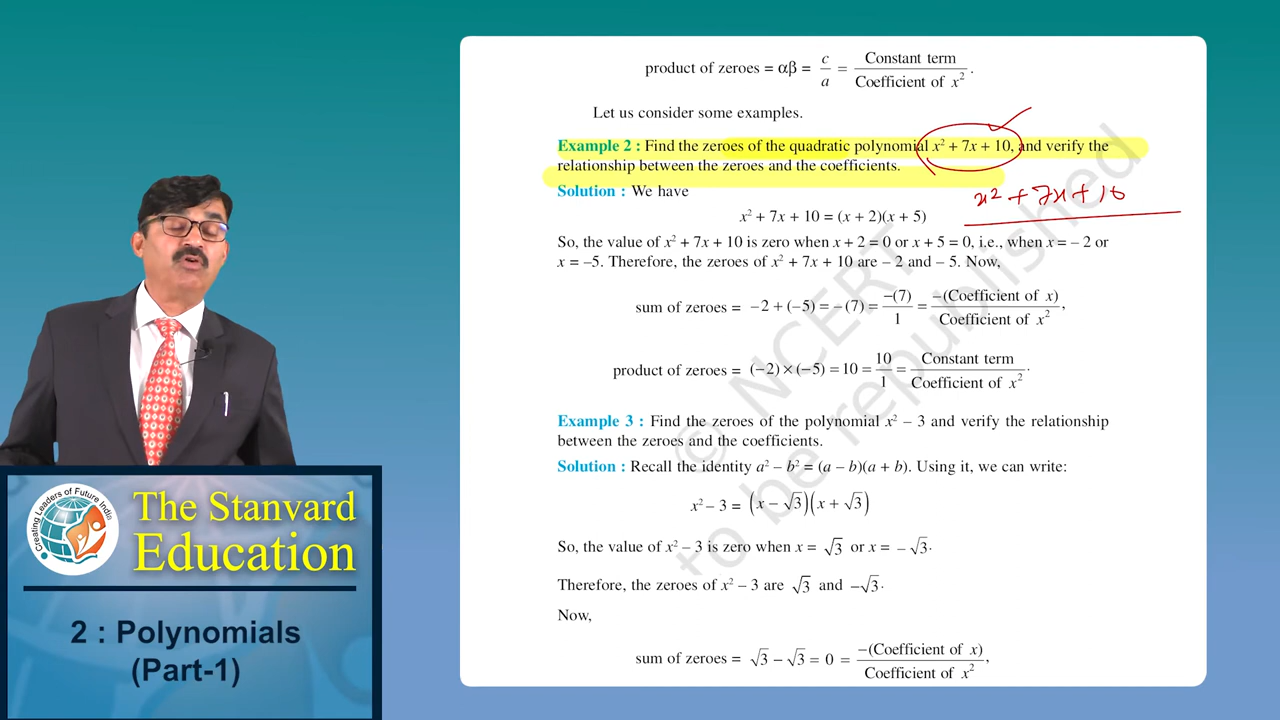 product of zeroes = αβ = c/a = Constant term / Coefficient of x².
Let us consider some examples.
Example 2 : Find the zeroes of the quadratic polynomial x² + 7x + 10, and verify the
relationship between the zeroes and the coefficients.
x² + 7x + 10
Solution : We have
x² + 7x + 10 = (x + 2)(x + 5)
So, the value of x² + 7x + 10 is zero when x + 2 = 0 or x + 5 = 0, i.e., when x = – 2 or
x = –5. Therefore, the zeroes of x² + 7x + 10 are – 2 and – 5. Now,
sum of zeroes = –2 + (–5) = – (7) = –(7)/1 = –(Coefficient of x) / Coefficient of x²,
product of zeroes = (–2) × (–5) = 10 = 10/1 = Constant term / Coefficient of x².
Example 3 : Find the zeroes of the polynomial x² – 3 and verify the relationship
between the zeroes and the coefficients.
Solution : Recall the identity a² – b² = (a – b)(a + b). Using it, we can write:
x² – 3 = (x – √3)(x + √3)
So, the value of x² – 3 is zero when x = √3 or x = – √3.
Therefore, the zeroes of x² – 3 are √3 and –√3.
Now,
sum of zeroes = √3 – √3 = 0 = –(Coefficient of x) / Coefficient of x²,
© NCERT
to be republished
Creating Leaders of Future India
The Stanvard
Education
2 : Polynomials
(Part-1)